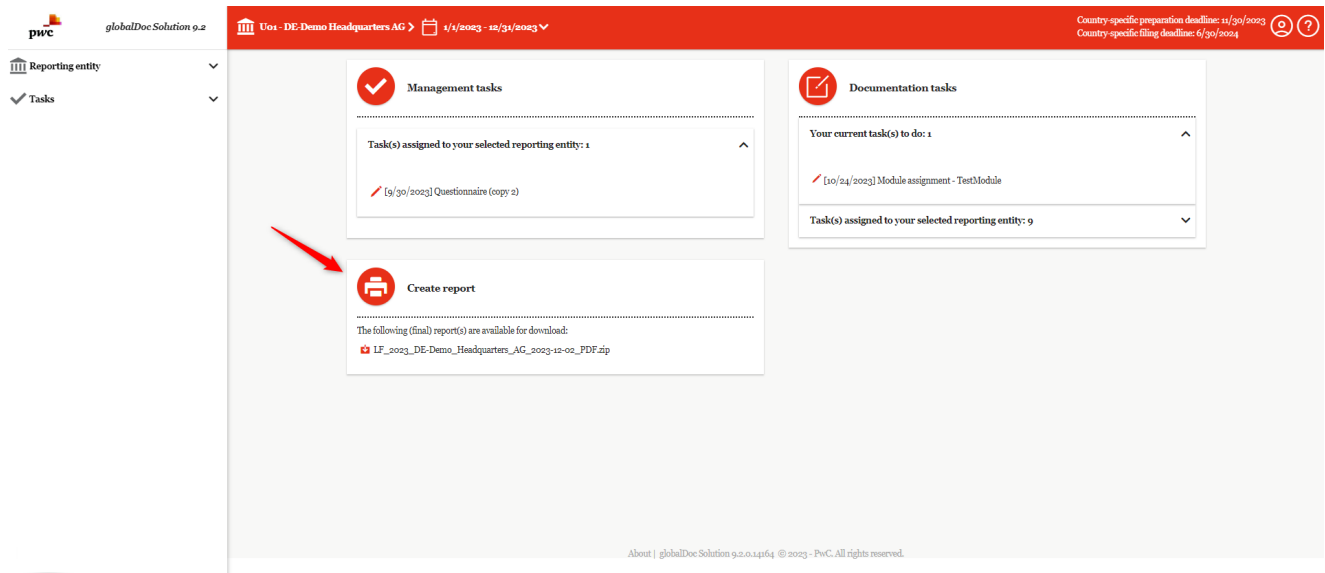 pwc
globalDoc Solution 9.2
U01 - DE-Demo Headquarters AG
1/1/2023 - 12/31/2023
Country-specific preparation deadline: 11/30/2023
Country-specific filing deadline: 6/30/2024
?
Reporting entity
Tasks
Management tasks
Task(s) assigned to your selected reporting entity: 1
[9/30/2023] Questionnaire (copy 2)
Documentation tasks
Your current task(s) to do: 1
[10/24/2023] Module assignment - TestModule
Task(s) assigned to your selected reporting entity: 9
Create report
The following (final) report(s) are available for download:
LF_2023_DE-Demo_Headquarters_AG_2023-12-02_PDF.zip
About | globalDoc Solution 9.2.0.14164 © 2023 - PwC. All rights reserved.